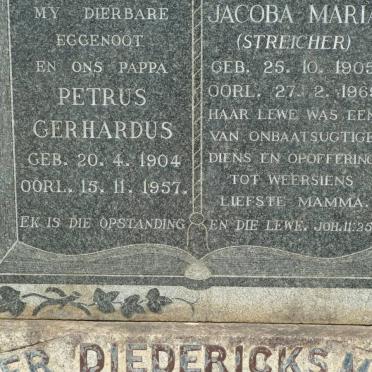 MY DIERBARE
EGGENOOT
EN ONS PAPPA
PETRUS
GERHARDUS
GEB. 20. 4. 1904
OORL. 15. 11. 1957.
EK IS DIE OPSTANDING
JACOBA MARIA
(STREICHER)
GEB. 25. 10. 1905
OORL. 27. 2. 196
HAAR LEWE WAS EEN
VAN ONBAATSUGTIGE
DIENS EN OPOFFERING
TOT WEERSIENS
LIEFSTE MAMMA.
EN DIE LEWE. JOH.11:25
DIEDERICKS